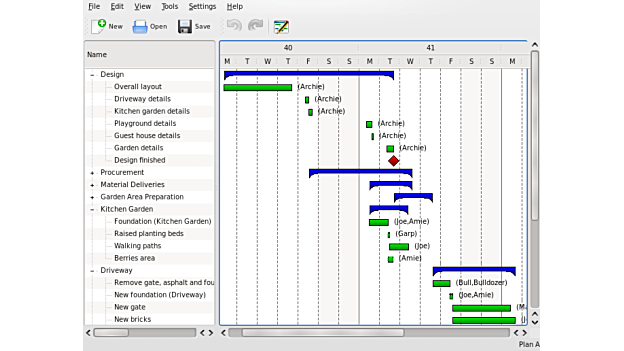 File Edit View Tools Settings Help
New Open Save
Name 40 41
M T W T F S S M T W T F S S M
Design
Overall layout (Archie)
Driveway details (Archie)
Kitchen garden details (Archie)
Playground details (Archie)
Guest house details (Archie)
Garden details (Archie)
Design finished
Procurement
Material Deliveries
Garden Area Preparation
Kitchen Garden
Foundation (Kitchen Garden) (Joe,Amie)
Raised planting beds (Garp)
Walking paths (Joe)
Berries area (Amie)
Driveway
Remove gate, asphalt and fou (Bull,Bulldozer)
New foundation (Driveway) (Joe,Amie)
New gate (M
New bricks (J
Plan A